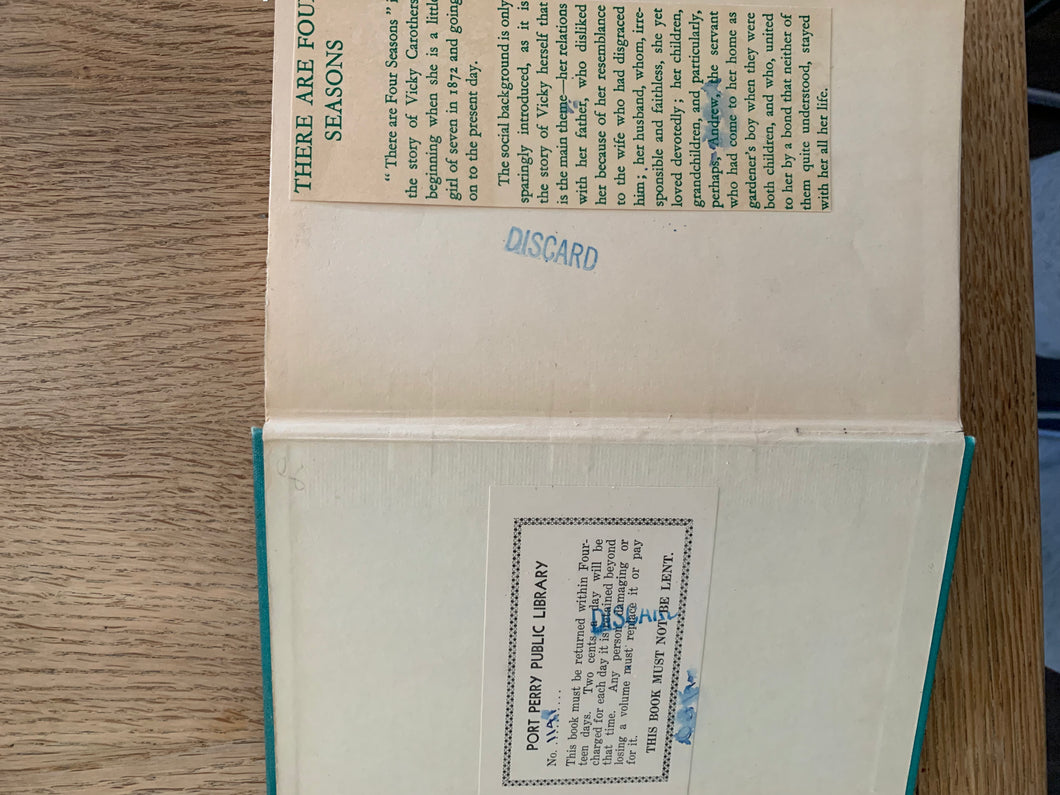 PORT PERRY PUBLIC LIBRARY
No.
This book must be returned within Four-
teen days. Two cents a day will be
charged for each day it is retained beyond
that time. Any person damaging or
losing a volume must replace it or pay
for it.
THIS BOOK MUST NOT BE LENT.
DISCARD
THERE ARE FOU
SEASONS
“ There are Four Seasons ” i
the story of Vicky Carothers
beginning when she is a little
girl of seven in 1872 and going
on to the present day.
The social background is only
sparingly introduced, as it is
the story of Vicky herself that
is the main theme—her relations
with her father, who disliked
her because of her resemblance
to the wife who had disgraced
him; her husband, whom, irre-
sponsible and faithless, she yet
loved devotedly; her children,
grandchildren, and particularly,
perhaps, Andrew, the servant
who had come to her home as
gardener's boy when they were
both children, and who, united
to her by a bond that neither of
them quite understood, stayed
with her all her life.
DISCARD